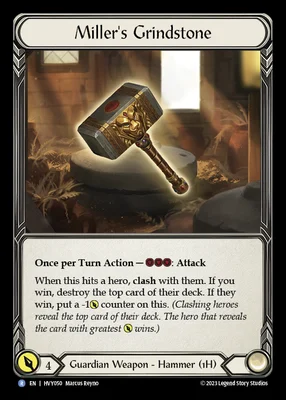 Miller's Grindstone
Once per Turn Action — : Attack
When this hits a hero, clash with them. If you
win, destroy the top card of their deck. If they
win, put a -1 counter on this. (Clashing heroes
reveal the top card of their deck. The hero that
reveals the card with greatest wins.)
4
Guardian Weapon - Hammer (1H)
R EN | HVY050 Marcus Reyno
©2023 Legend Story Studios